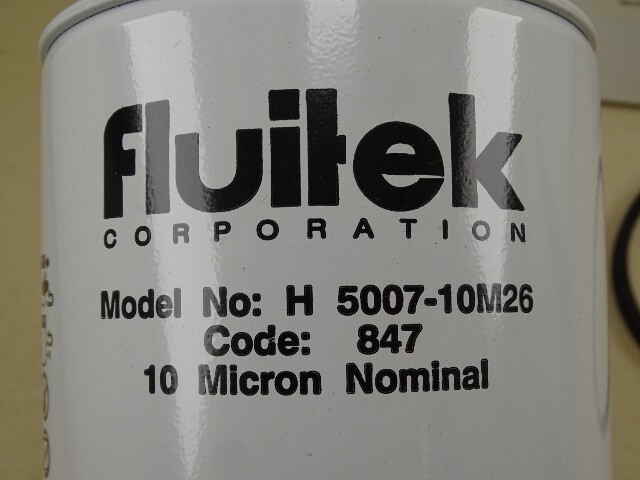 fluitek
CORPORATION
Model No: H 5007-10M26
Code: 847
10 Micron Nominal